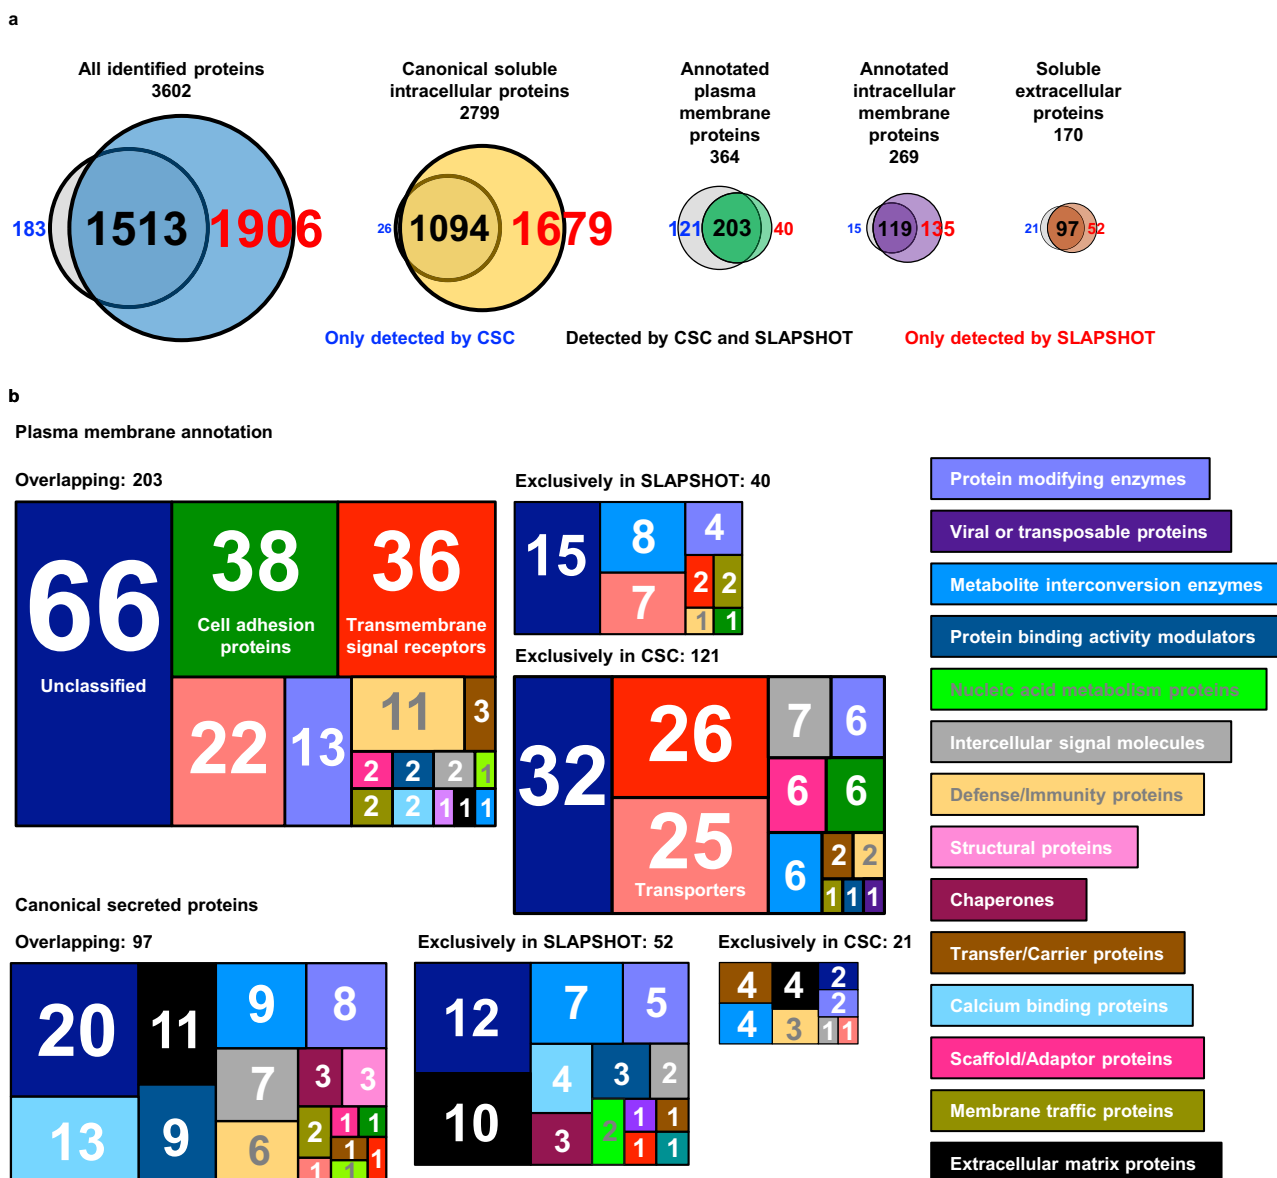 a
All identified proteins
3602
Canonical soluble
intracellular proteins
2799
Annotated
plasma
membrane
proteins
364
Annotated
intracellular
membrane
proteins
269
Soluble
extracellular
proteins
170
183 1513 1906
26 1094 1679
121 203 40
15 119 135
21 97 52
Only detected by CSC
Detected by CSC and SLAPSHOT
Only detected by SLAPSHOT
b
Plasma membrane annotation
Overlapping: 203
66
Unclassified
38
Cell adhesion
proteins
36
Transmembrane
signal receptors
22
13
11
3
2 2 2 1
2 2 1 1 1
Exclusively in SLAPSHOT: 40
15
8
4
7
2 2
1 1
Exclusively in CSC: 121
32
26
7 6
25
Transporters
6 6
6
2 2
1 1 1
Canonical secreted proteins
Overlapping: 97
20
11
9
8
13
9
7
3 3
6
2
1 1
1 1
1 1
Exclusively in SLAPSHOT: 52
12
7
5
10
4
3
2
3
2
1 1
1 1
Exclusively in CSC: 21
4 4 2
2
4 3 1 1
Protein modifying enzymes
Viral or transposable proteins
Metabolite interconversion enzymes
Protein binding activity modulators
Nucleic acid metabolism proteins
Intercellular signal molecules
Defense/Immunity proteins
Structural proteins
Chaperones
Transfer/Carrier proteins
Calcium binding proteins
Scaffold/Adaptor proteins
Membrane traffic proteins
Extracellular matrix proteins